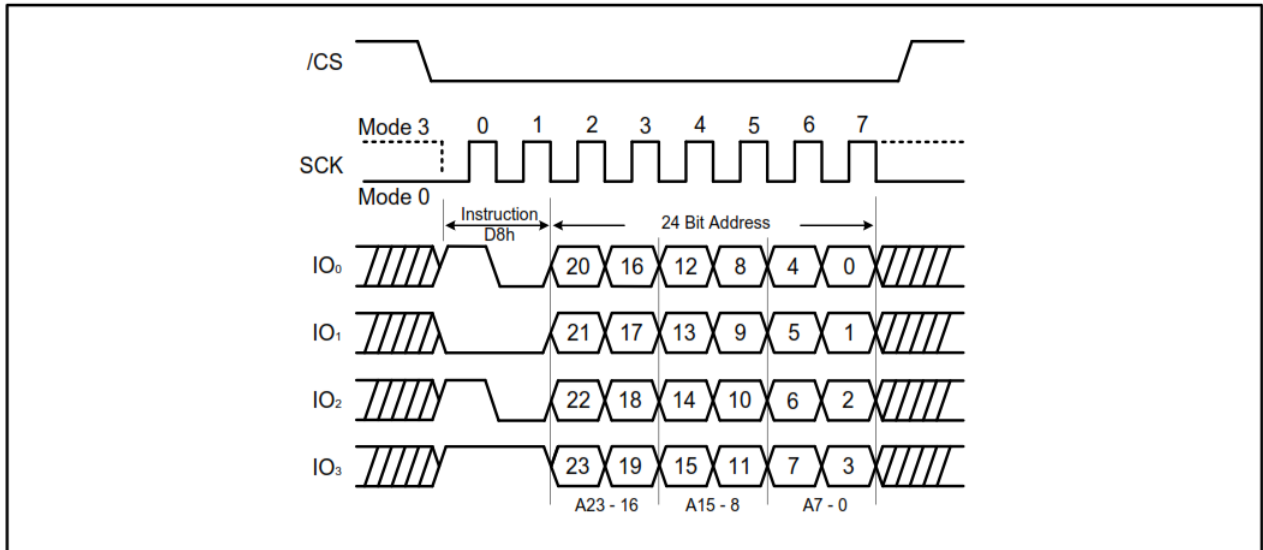 /CS
Mode 3 0 1 2 3 4 5 6 7
SCK
Mode 0
Instruction 24 Bit Address
D8h
IO₀ 20 16 12 8 4 0
IO₁ 21 17 13 9 5 1
IO₂ 22 18 14 10 6 2
IO₃ 23 19 15 11 7 3
A23 - 16 A15 - 8 A7 - 0